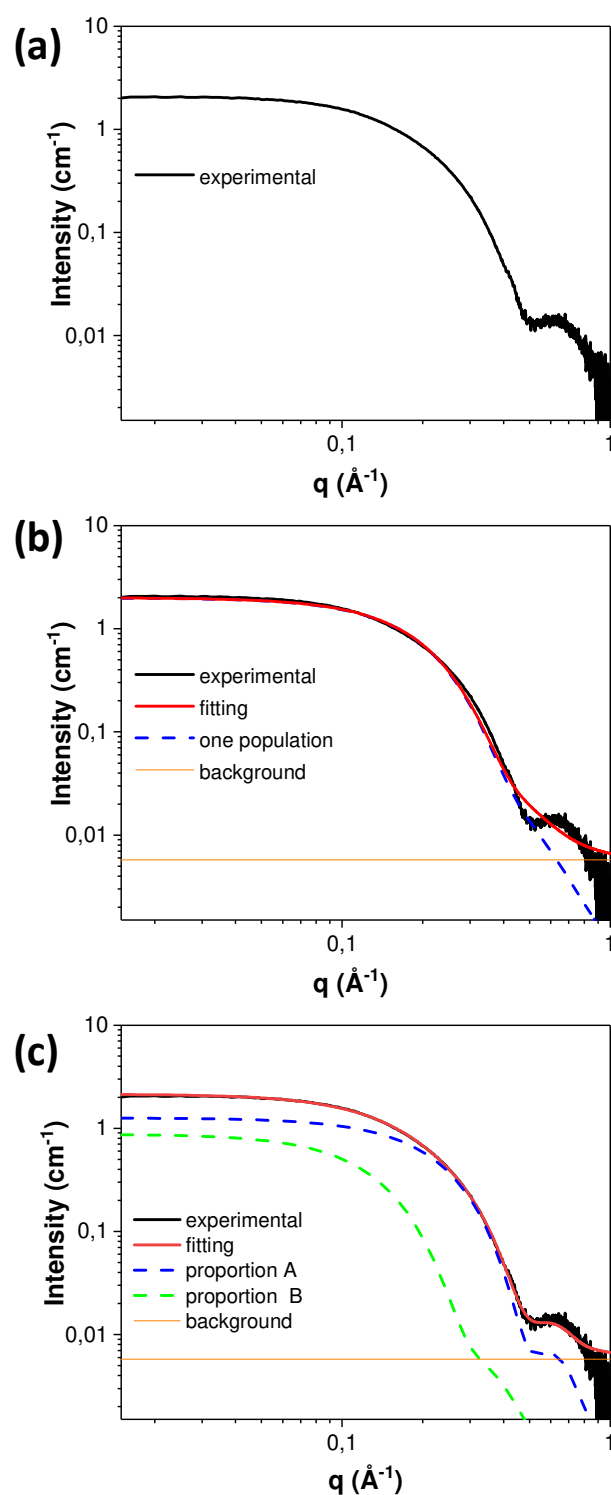 (a)
10
1
0,1
0,01
Intensity (cm⁻¹)
experimental
0,1
1
q (Å⁻¹)
(b)
10
1
0,1
0,01
Intensity (cm⁻¹)
experimental
fitting
one population
background
0,1
1
q (Å⁻¹)
(c)
10
1
0,1
0,01
Intensity (cm⁻¹)
experimental
fitting
proportion A
proportion B
background
0,1
1
q (Å⁻¹)